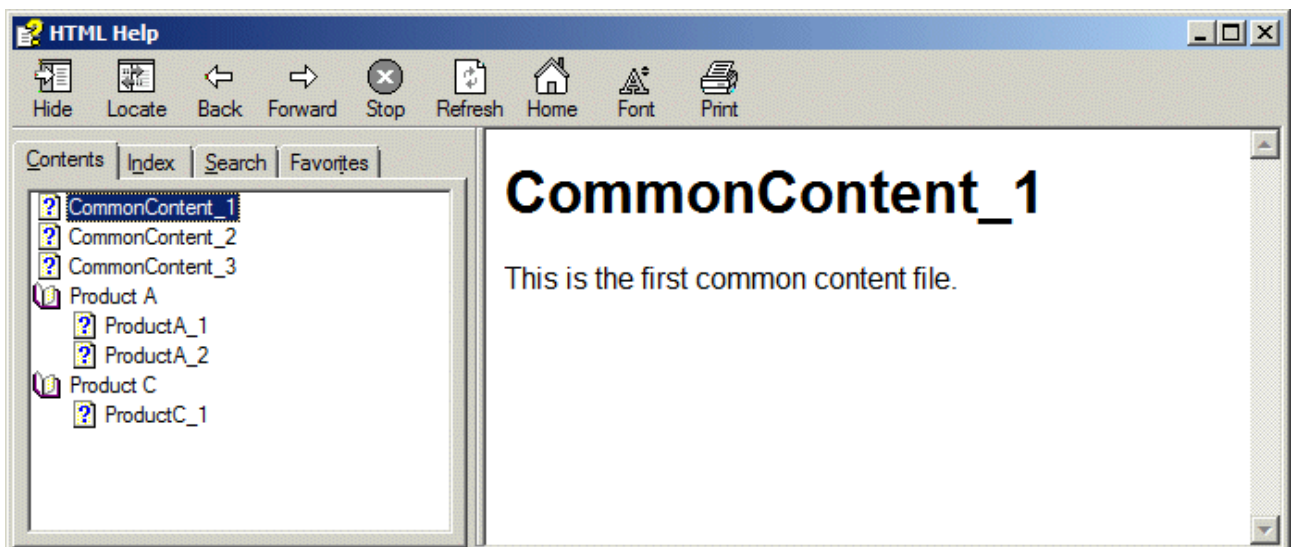 HTML Help
Hide Locate Back Forward Stop Refresh Home Font Print
Contents Index Search Favorites
CommonContent_1
CommonContent_2
CommonContent_3
Product A
ProductA_1
ProductA_2
Product C
ProductC_1
CommonContent_1
This is the first common content file.